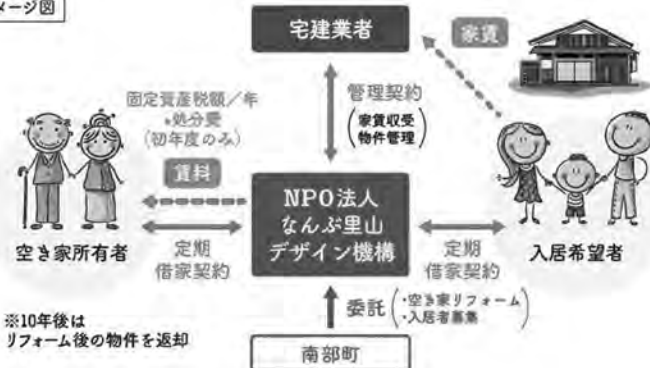 メージ図
宅建業者
家賃
固定資産税額／年
+処分費
(初年度のみ)
管理契約
(家賃収受
物件管理)
賃料
NPO法人
なんぶ里山
デザイン機構
空き家所有者
定期
借家契約
定期
借家契約
入居希望者
委託
(・空き家リフォーム
・入居者募集)
※10年後は
リフォーム後の物件を返却
南部町